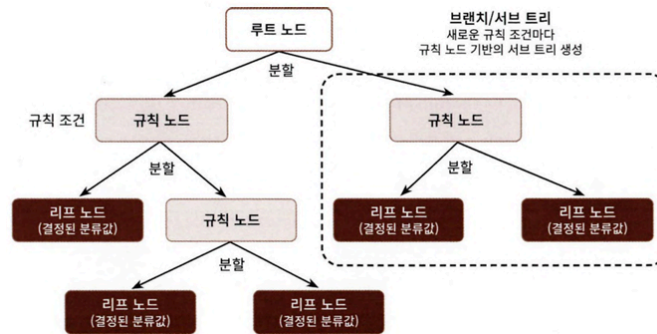 루트 노드
브랜치/서브 트리
새로운 규칙 조건마다
규칙 노드 기반의 서브 트리 생성
분할
규칙 조건
규칙 노드
규칙 노드
분할
분할
리프 노드
(결정된 분류값)
규칙 노드
리프 노드
(결정된 분류값)
리프 노드
(결정된 분류값)
분할
리프 노드
(결정된 분류값)
리프 노드
(결정된 분류값)